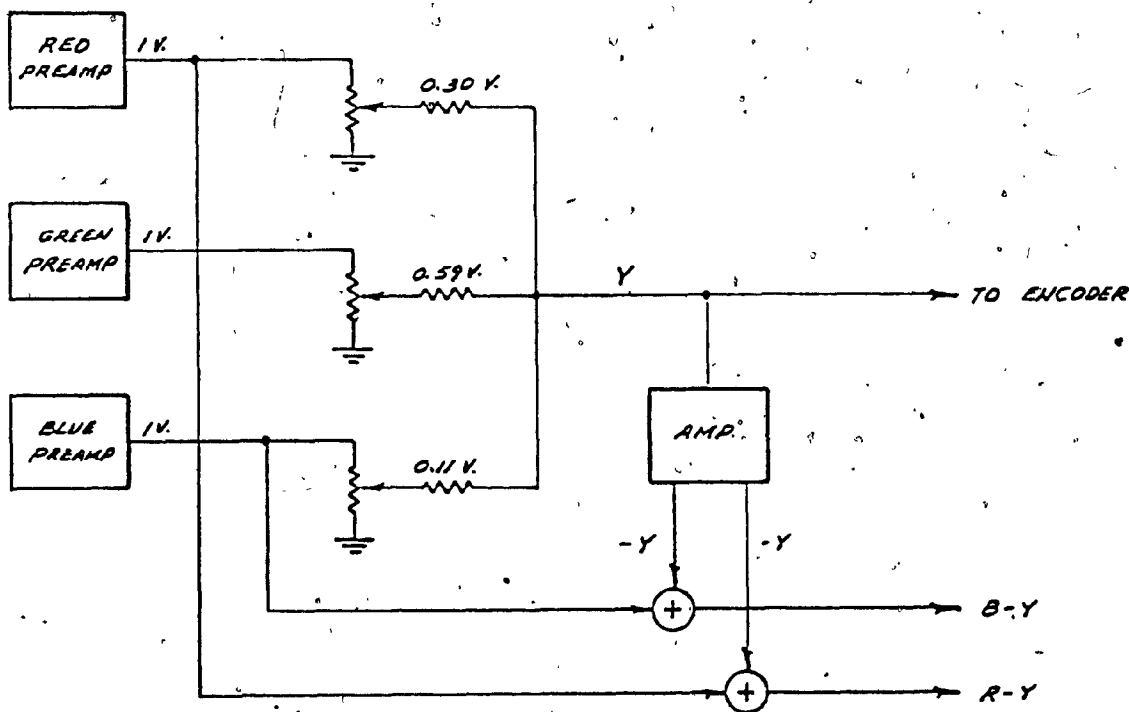 RED
PREAMP
1V.
0.30 V.
GREEN
PREAMP
1V.
0.59 V.
Y
TO ENCODER
BLUE
PREAMP
1V.
0.11 V.
AMP.
-Y
-Y
+
B-Y
+
R-Y